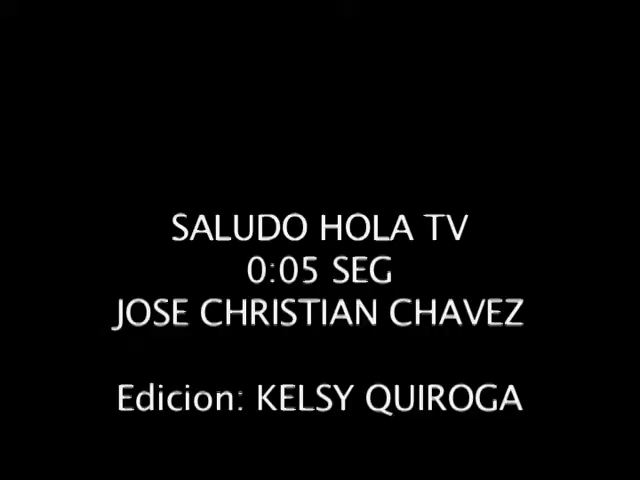 SALUDO HOLA TV
0:05 SEG
JOSE CHRISTIAN CHAVEZ
Edicion: KELSY QUIROGA